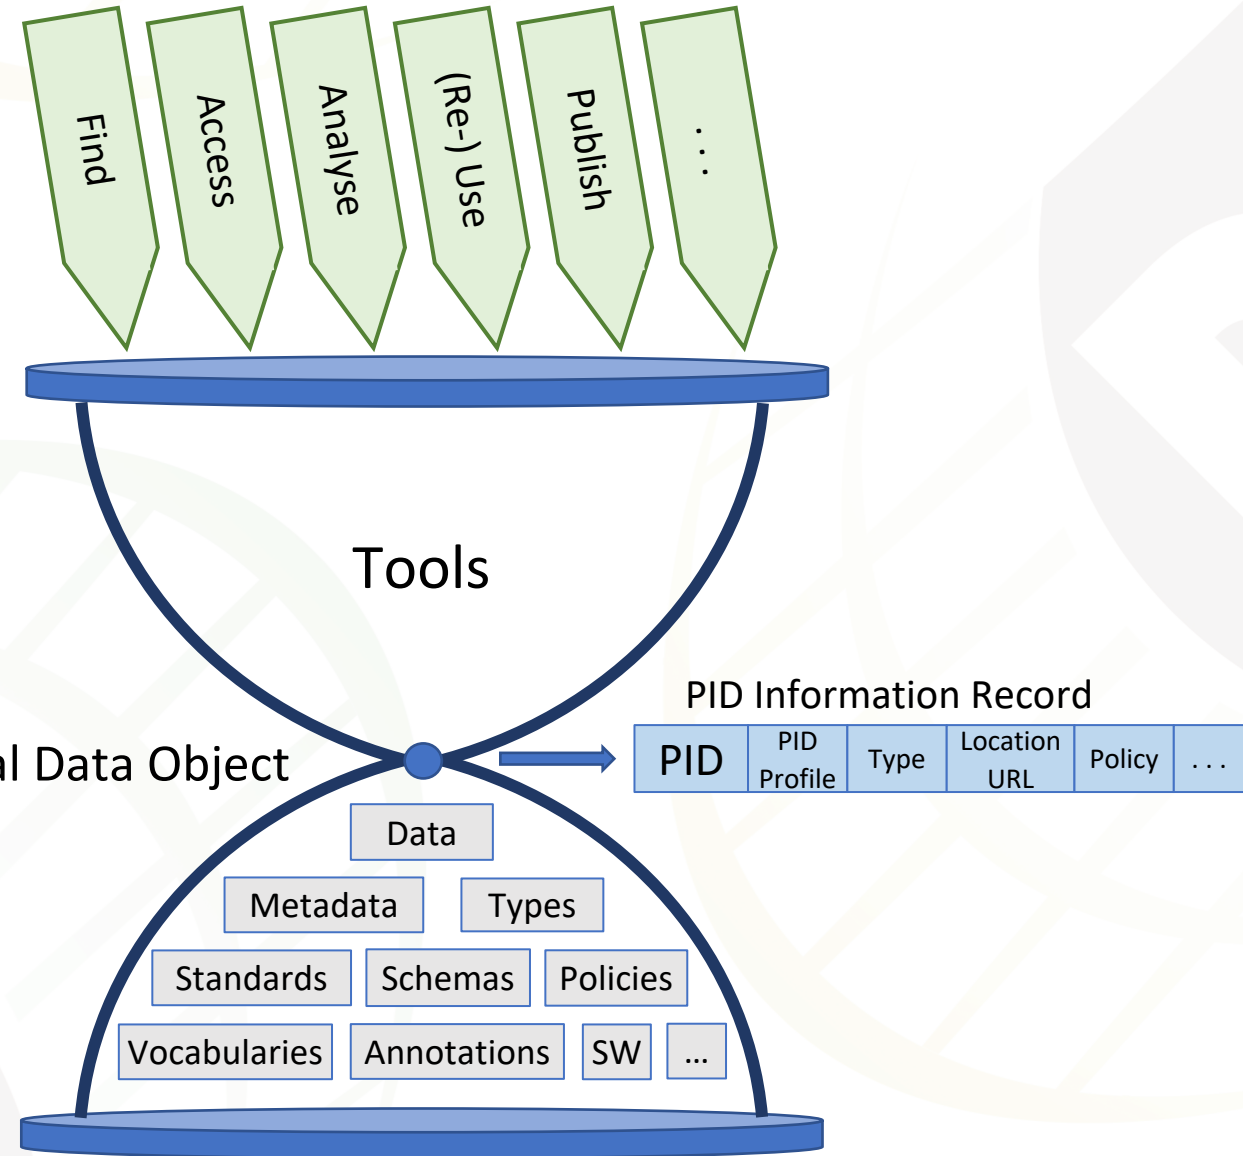 Find
Access
Analyse
(Re-) Use
Publish
. . .
Tools
PID Information Record
al Data Object
PID
PID
Profile
Type
Location
URL
Policy
. . .
Data
Metadata Types
Standards Schemas Policies
Vocabularies Annotations SW ...